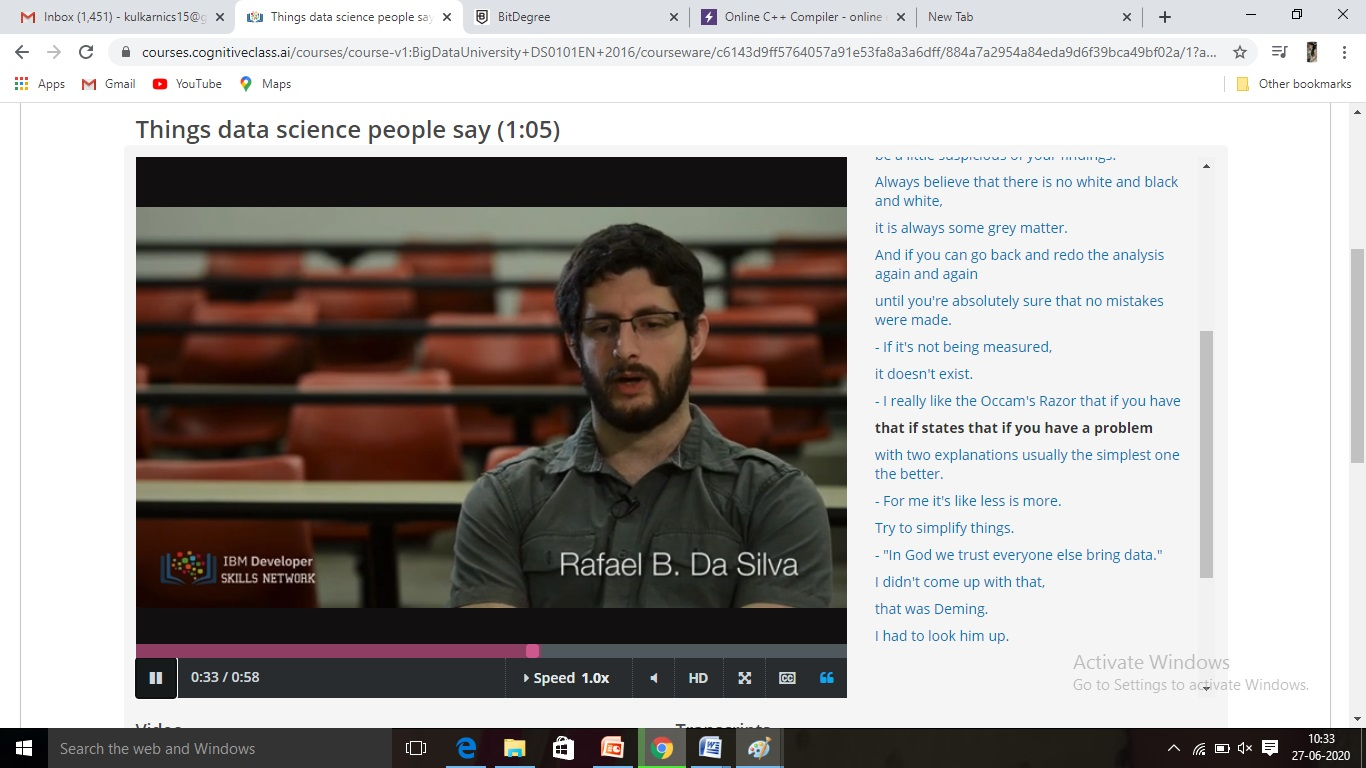 Inbox (1,451) - kulkarnics15@g
Things data science people say
BitDegree
Online C++ Compiler - online
New Tab
courses.cognitiveclass.ai/courses/course-v1:BigDataUniversity+DS0101EN+2016/courseware/c6143d9ff5764057a91e53fa8a3a6dff/884a7a2954a84eda9d6f39bca49bf02a/1?a...
Apps
Gmail
YouTube
Maps
Other bookmarks
Things data science people say (1:05)
be a little suspicious of your findings.
Always believe that there is no white and black
and white,
it is always some grey matter.
And if you can go back and redo the analysis
again and again
until you're absolutely sure that no mistakes
were made.
- If it's not being measured,
it doesn't exist.
- I really like the Occam's Razor that if you have
that if states that if you have a problem
with two explanations usually the simplest one
the better.
- For me it's like less is more.
Try to simplify things.
- "In God we trust everyone else bring data."
I didn't come up with that,
that was Deming.
I had to look him up.
IBM Developer
SKILLS NETWORK
Rafael B. Da Silva
0:33 / 0:58
Speed 1.0x
HD
CC
Activate Windows
Go to Settings to activate Windows.
Video
Transcripts
Search the web and Windows
10:33
27-06-2020